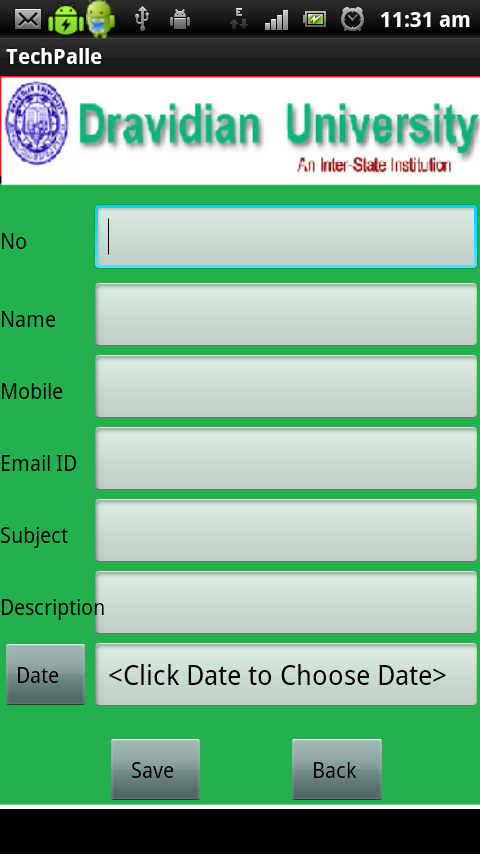 E
11:31 am
TechPalle
Dravidian University
An Inter-State Institution
No
Name
Mobile
Email ID
Subject
Description
Date
<Click Date to Choose Date>
Save
Back